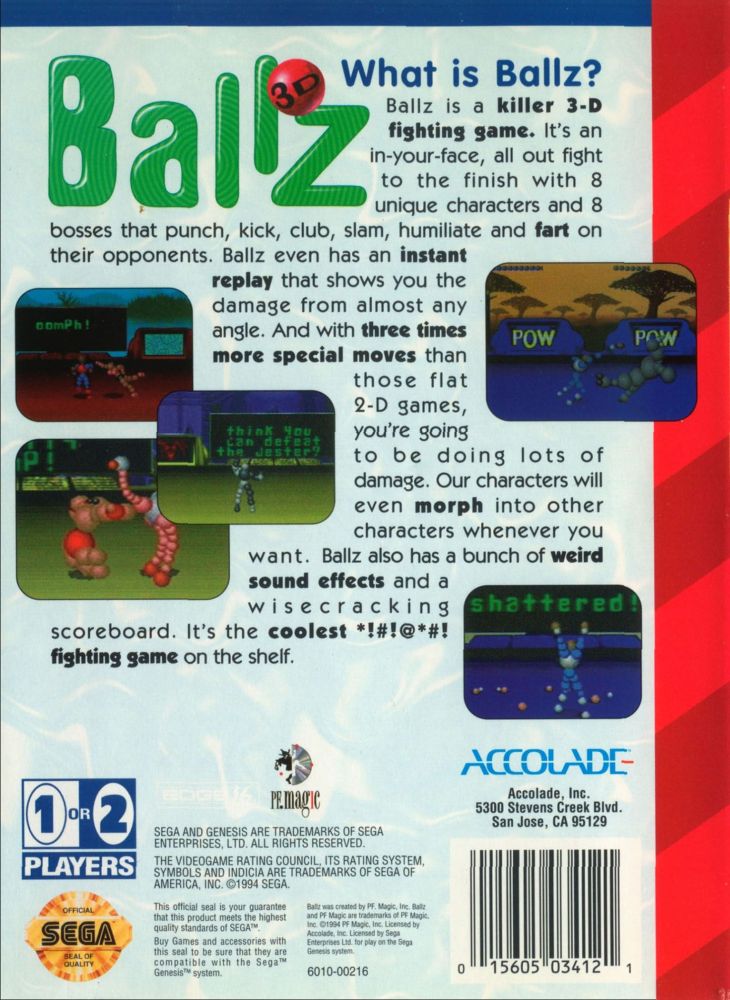 Ballz
3D
What is Ballz?
Ballz is a killer 3-D
fighting game. It's an
in-your-face, all out fight
to the finish with 8
unique characters and 8
bosses that punch, kick, club, slam, humiliate and fart on
their opponents. Ballz even has an instant
replay that shows you the
damage from almost any
angle. And with three times
more special moves than
those flat
2-D games,
you're going
to be doing lots of
damage. Our characters will
even morph into other
characters whenever you
want. Ballz also has a bunch of weird
sound effects and a
wisecracking
scoreboard. It's the coolest *!#!@*#!
fighting game on the shelf.
oomPh!
POW
POW
think you
can defeat
the Jester?
P!
shattered!
1 OR 2
PLAYERS
EDGE 16
P.F.magic
ACCOLADE™
Accolade, Inc.
5300 Stevens Creek Blvd.
San Jose, CA 95129
SEGA AND GENESIS ARE TRADEMARKS OF SEGA
ENTERPRISES, LTD. ALL RIGHTS RESERVED.
THE VIDEOGAME RATING COUNCIL, ITS RATING SYSTEM,
SYMBOLS AND INDICIA ARE TRADEMARKS OF SEGA OF
AMERICA, INC. ©1994 SEGA.
OFFICIAL
SEGA
SEAL OF
QUALITY
This official seal is your guarantee
that this product meets the highest
quality standards of SEGA™.
Buy Games and accessories with
this seal to be sure that they are
compatible with the Sega™
Genesis™ system.
Ballz was created by PF. Magic, Inc. Ballz
and PF Magic are trademarks of PF Magic,
Inc. ©1994 PF Magic, Inc. Licensed by
Accolade, Inc. Licensed by Sega
Enterprises Ltd. for play on the Sega
Genesis system.
6010-00216
0 15605 03412 1